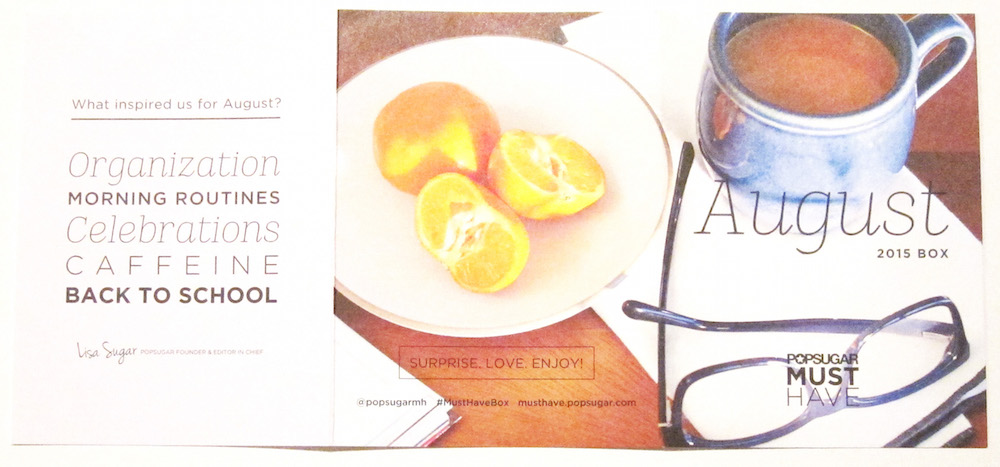 What inspired us for August?
Organization
MORNING ROUTINES
Celebrations
CAFFEINE
BACK TO SCHOOL
Lisa Sugar POPSUGAR FOUNDER & EDITOR IN CHIEF
SURPRISE. LOVE. ENJOY!
@popsugarmh #MustHaveBox musthave.popsugar.com
August
2015 BOX
POPSUGAR
MUST
HAVE